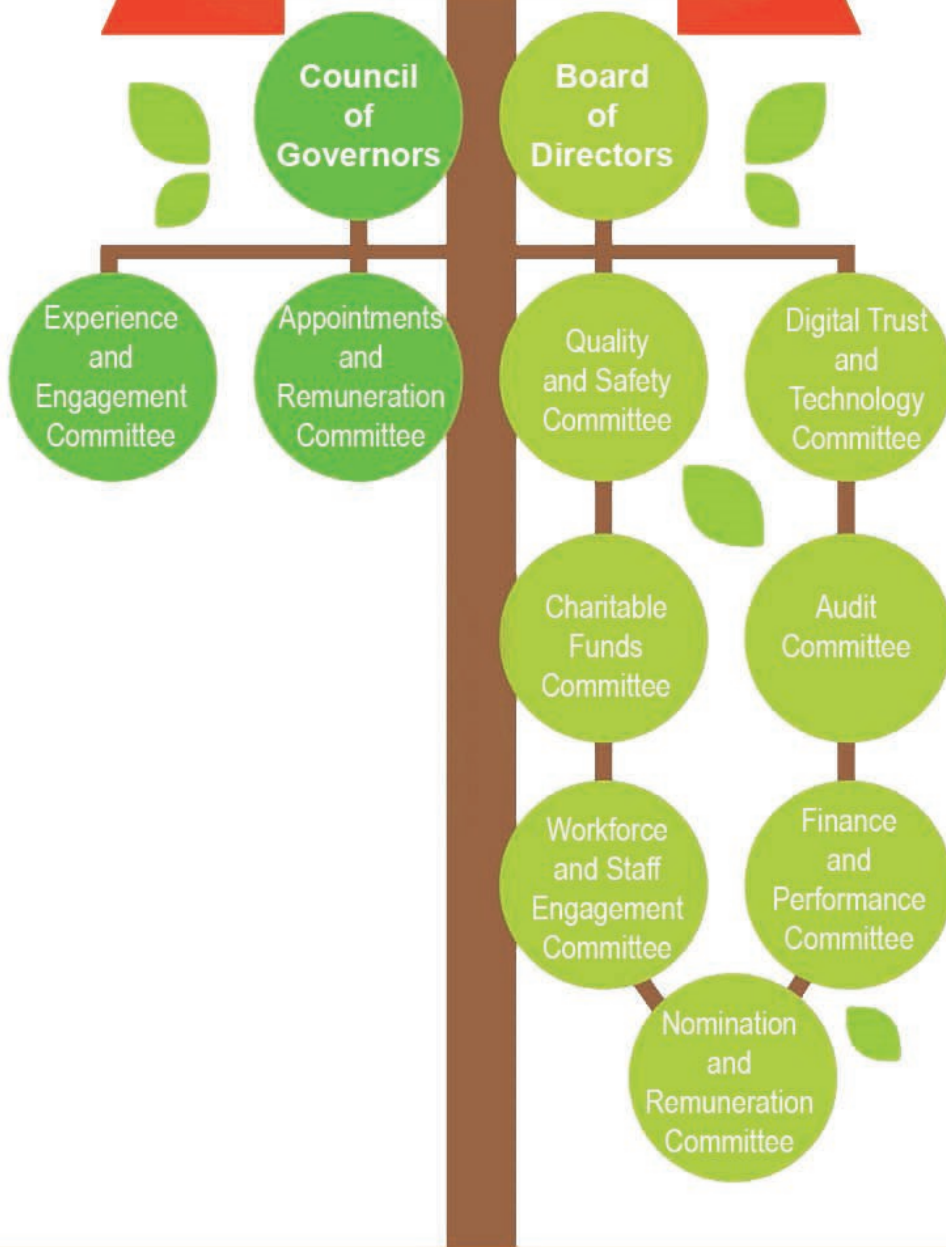 Council
of
Governors
Board
of
Directors
Experience
and
Engagement
Committee
Appointments
and
Remuneration
Committee
Quality
and Safety
Committee
Digital Trust
and
Technology
Committee
Charitable
Funds
Committee
Audit
Committee
Workforce
and Staff
Engagement
Committee
Finance
and
Performance
Committee
Nomination
and
Remuneration
Committee